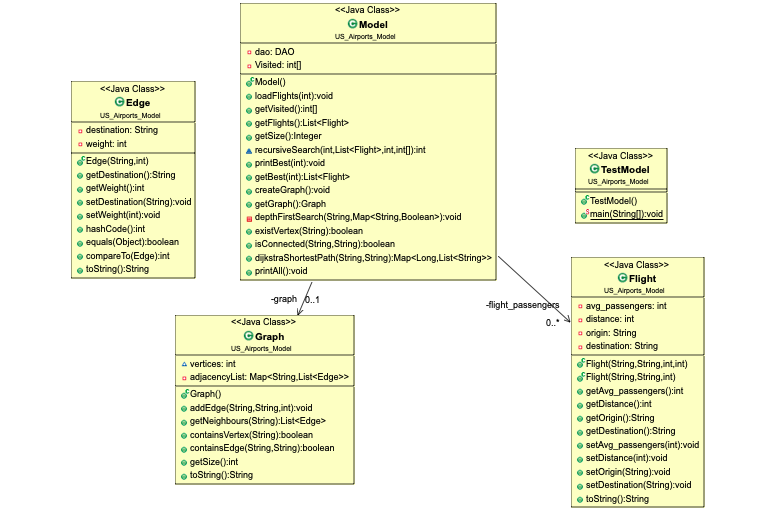 <<Java Class>>
Model
US_Airports_Model
dao: DAO
Visited: int[]
Model()
loadFlights(int):void
getVisited():int[]
getFlights():List<Flight>
getSize():Integer
recursiveSearch(int,List<Flight>,int,int[]):int
printBest(int):void
getBest(int):List<Flight>
createGraph():void
getGraph():Graph
depthFirstSearch(String,Map<String,Boolean>):void
existVertex(String):boolean
isConnected(String,String):boolean
dijkstraShortestPath(String,String):Map<Long,List<String>>
printAll():void
<<Java Class>>
Edge
US_Airports_Model
destination: String
weight: int
Edge(String,int)
getDestination():String
getWeight():int
setDestination(String):void
setWeight(int):void
hashCode():int
equals(Object):boolean
compareTo(Edge):int
toString():String
<<Java Class>>
TestModel
US_Airports_Model
TestModel()
main(String[]):void
-graph 0..1
-flight_passengers
0..*
<<Java Class>>
Graph
US_Airports_Model
vertices: int
adjacencyList: Map<String,List<Edge>>
Graph()
addEdge(String,String,int):void
getNeighbours(String):List<Edge>
containsVertex(String):boolean
containsEdge(String,String):boolean
getSize():int
toString():String
<<Java Class>>
Flight
US_Airports_Model
avg_passengers: int
distance: int
origin: String
destination: String
Flight(String,String,int,int)
Flight(String,String,int)
getAvg_passengers():int
getDistance():int
getOrigin():String
getDestination():String
setAvg_passengers(int):void
setDistance(int):void
setOrigin(String):void
setDestination(String):void
toString():String